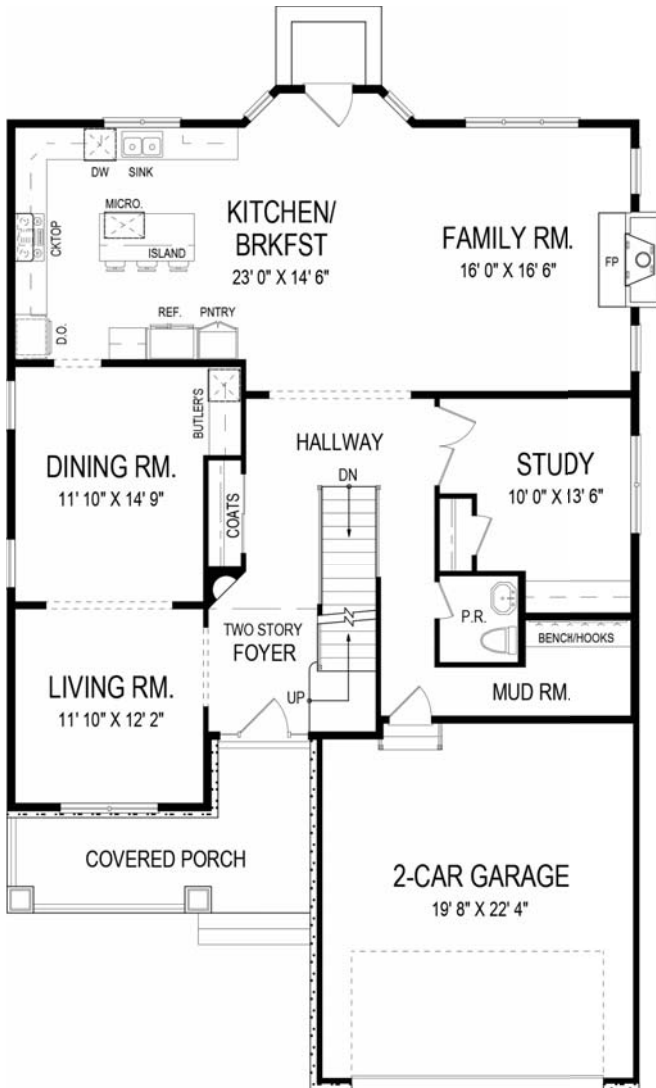 DW
SINK
MICRO.
CKTOP
ISLAND
KITCHEN/
BRKFST
23' 0" X 14' 6"
FAMILY RM.
16' 0" X 16' 6"
FP
D.O.
REF.
PNTRY
BUTLER'S
HALLWAY
DINING RM.
11' 10" X 14' 9"
COATS
DN
STUDY
10' 0" X 13' 6"
P.R.
TWO STORY
FOYER
BENCH/HOOKS
LIVING RM.
11' 10" X 12' 2"
UP
MUD RM.
COVERED PORCH
2-CAR GARAGE
19' 8" X 22' 4"